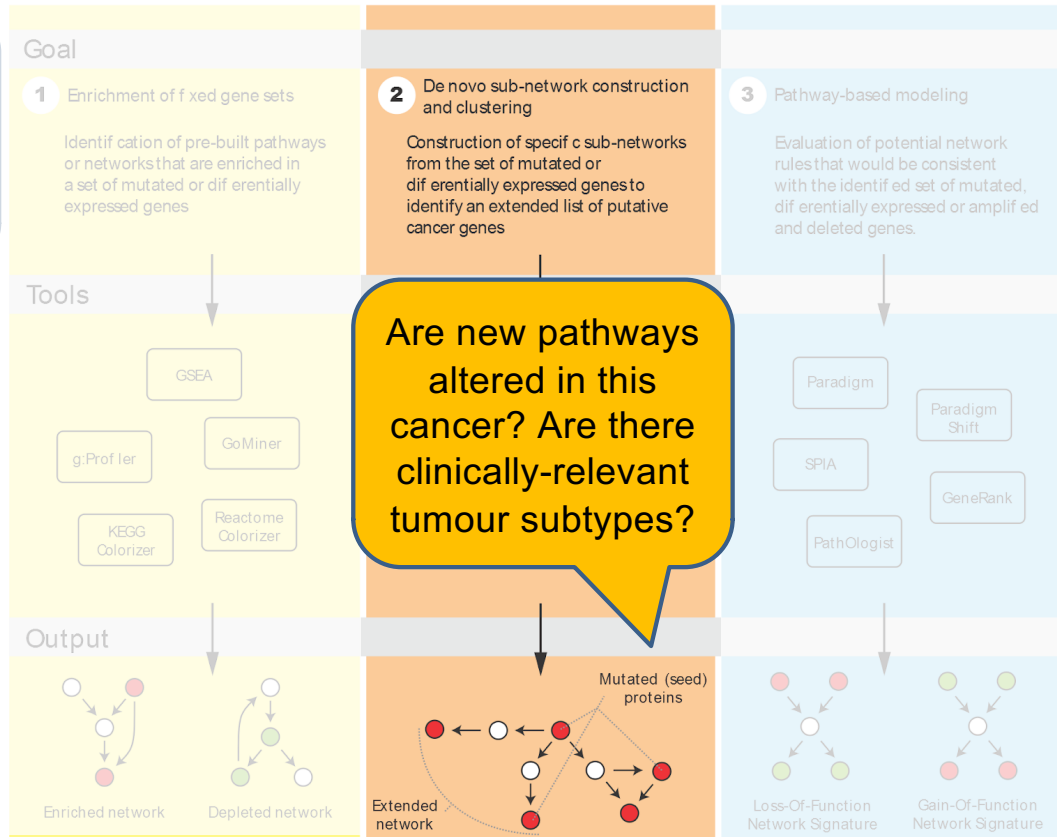 Goal
1 Enrichment of f xed gene sets
Identif cation of pre-built pathways
or networks that are enriched in
a set of mutated or dif erentially
expressed genes
2 De novo sub-network construction
and clustering
Construction of specif c sub-networks
from the set of mutated or
dif erentially expressed genes to
identify an extended list of putative
cancer genes
3 Pathway-based modeling
Evaluation of potential network
rules that would be consistent
with the identif ed set of mutated,
dif erentially expressed or amplif ed
and deleted genes.
Tools
GSEA
g:Prof ler
GoMiner
KEGG
Colorizer
Reactome
Colorizer
Are new pathways
altered in this
cancer? Are there
clinically-relevant
tumour subtypes?
Paradigm
Paradigm
Shift
SPIA
GeneRank
PathOlogist
Output
Enriched network
Depleted network
Mutated (seed)
proteins
Extended
network
Loss-Of-Function
Network Signature
Gain-Of-Function
Network Signature